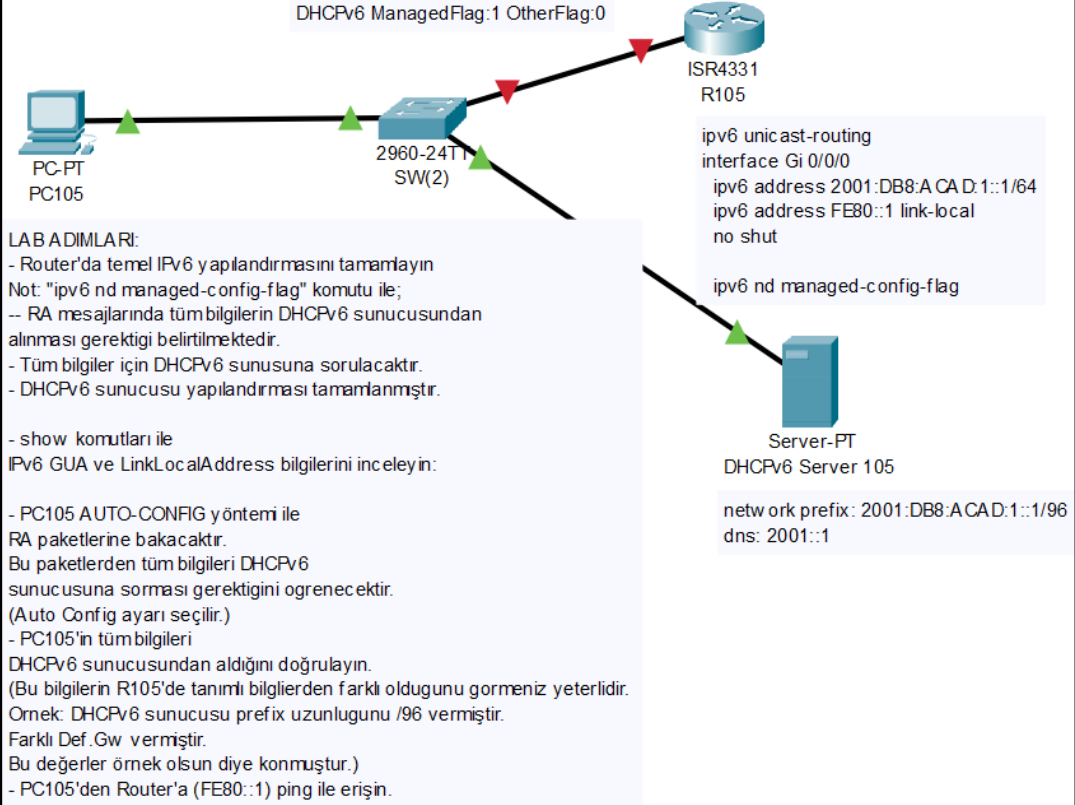 DHCPv6 ManagedFlag:1 OtherFlag:0
ISR4331
R105
PC-PT
PC105
2960-24TT
SW(2)
ipv6 unicast-routing
interface Gi 0/0/0
ipv6 address 2001:DB8:ACAD:1::1/64
ipv6 address FE80::1 link-local
no shut
ipv6 nd managed-config-flag
LAB ADIMLARI:
- Router'da temel IPv6 yapılandırmasını tamamlayın
Not: "ipv6 nd managed-config-flag" komutu ile;
-- RA mesajlarında tüm bilgilerin DHCPv6 sunucusundan
alınması gerektigi belirtilmektedir.
- Tüm bilgiler için DHCPv6 sunusuna sorulacaktır.
- DHCPv6 sunucusu yapılandırması tamamlanmıştır.
- show komutları ile
IPv6 GUA ve LinkLocalAddress bilgilerini inceleyin:
- PC105 AUTO-CONFIG yöntemi ile
RA paketlerine bakacaktır.
Bu paketlerden tüm bilgileri DHCPv6
sunucusuna sorması gerektigini ogrenecektir.
(Auto Config ayarı seçilir.)
- PC105'in tüm bilgileri
DHCPv6 sunucusundan aldığını doğrulayın.
(Bu bilgilerin R105'de tanımlı bilglierden farklı oldugunu gormeniz yeterlidir.
Ornek: DHCPv6 sunucusu prefix uzunlugunu /96 vermiştir.
Farklı Def.Gw vermiştir.
Bu değerler örnek olsun diye konmuştur.)
- PC105'den Router'a (FE80::1) ping ile erişin.
Server-PT
DHCPv6 Server 105
network prefix: 2001:DB8:ACAD:1::1/96
dns: 2001::1